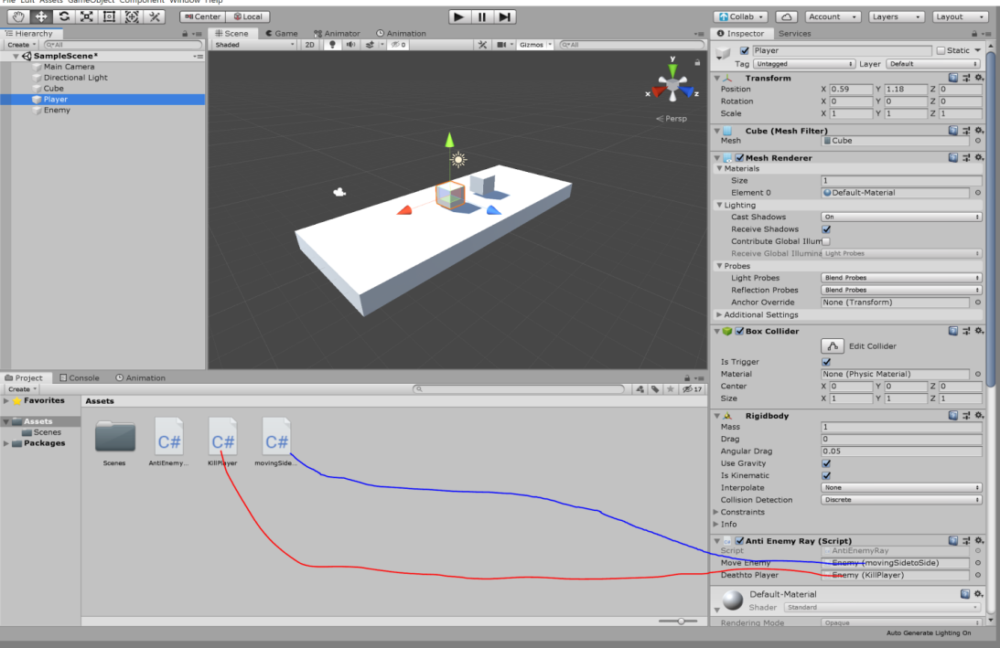 File Edit Assets GameObject Component Window Help
Center Local Collab Account Layers Layout
Hierarchy
Create All
SampleScene*
Main Camera
Directional Light
Cube
Player
Enemy
Scene Game Animator Animation
Shaded 2D 0 Gizmos All
y
x z
Persp
Inspector Services
Player Static
Tag Untagged Layer Default
Transform
Position X 0.59 Y 1.18 Z 0
Rotation X 0 Y 0 Z 0
Scale X 1 Y 1 Z 1
Cube (Mesh Filter)
Mesh Cube
Mesh Renderer
Materials
Size 1
Element 0 Default-Material
Lighting
Cast Shadows On
Receive Shadows
Contribute Global Illum
Receive Global Illumina Light Probes
Probes
Light Probes Blend Probes
Reflection Probes Blend Probes
Anchor Override None (Transform)
Additional Settings
Box Collider
Edit Collider
Is Trigger
Material None (Physic Material)
Center X 0 Y 0 Z 0
Size X 1 Y 1 Z 1
Rigidbody
Mass 1
Drag 0
Angular Drag 0.05
Use Gravity
Is Kinematic
Interpolate None
Collision Detection Discrete
Constraints
Info
Anti Enemy Ray (Script)
Script AntiEnemyRay
Move Enemy Enemy (movingSidetoSide)
Deathto Player Enemy (KillPlayer)
Default-Material
Shader Standard
Rendering Mode Opaque
Project Console Animation
Create 17
Favorites
Assets
Scenes
Packages
Assets
C# C# C#
Scenes AntiEnemy... KillPlayer movingSide...
Auto Generate Lighting On